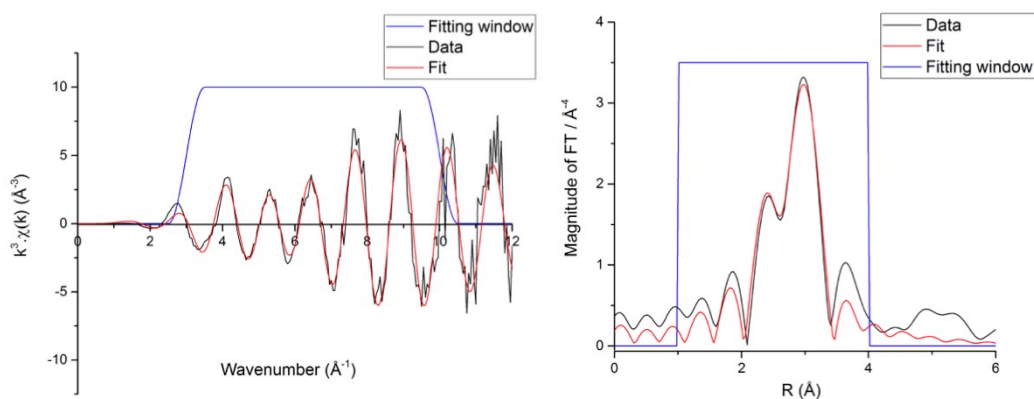 Fitting window
Data
Fit
10
5
0
-5
-10
0
2
4
6
8
10
12
k³.χ(k) (Å⁻³)
Wavenumber (Å⁻¹)
Data
Fit
Fitting window
4
3
2
1
0
0
2
4
6
Magnitude of FT / Å⁻⁴
R (Å)